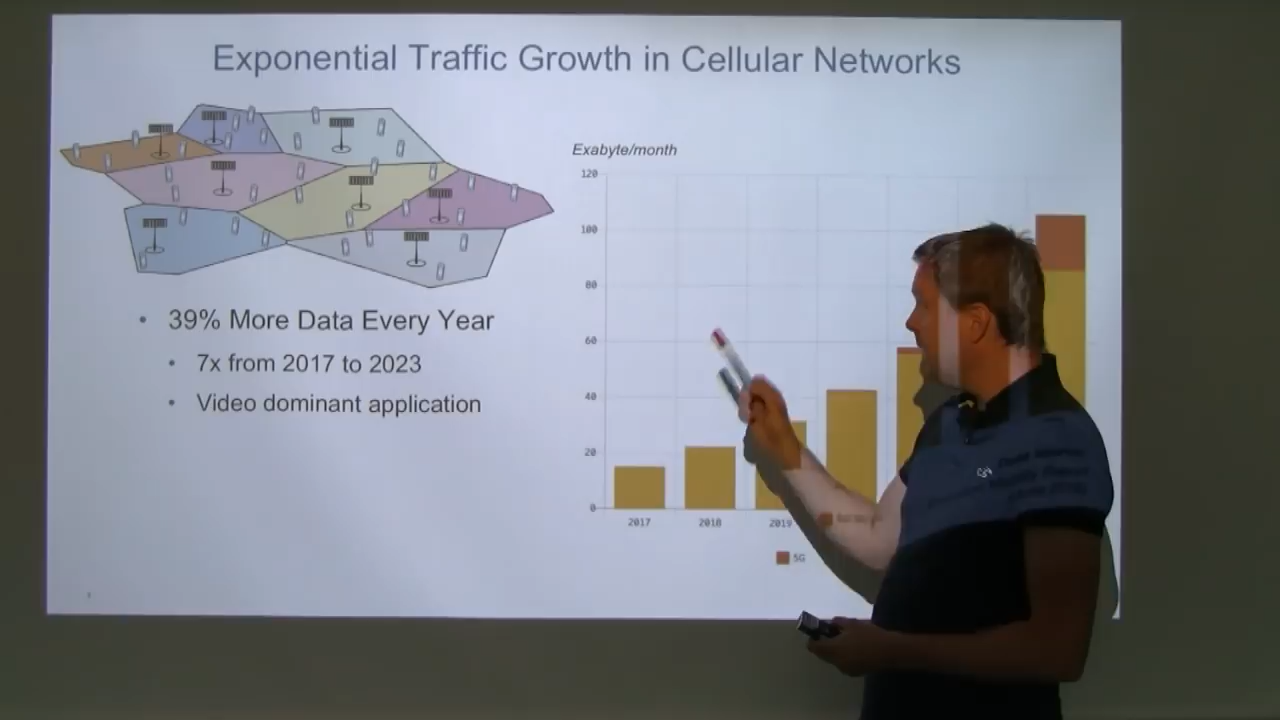 Exponential Traffic Growth in Cellular Networks
Exabyte/month
120
100
80
60
40
20
0
2017
2018
2019
5G
• 39% More Data Every Year
• 7x from 2017 to 2023
• Video dominant application